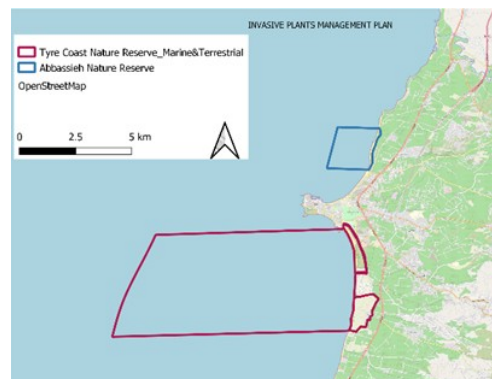 INVASIVE PLANTS MANAGEMENT PLAN
Tyre Coast Nature Reserve_Marine&Terrestrial
Abbassieh Nature Reserve
OpenStreetMap
0 2.5 5 km